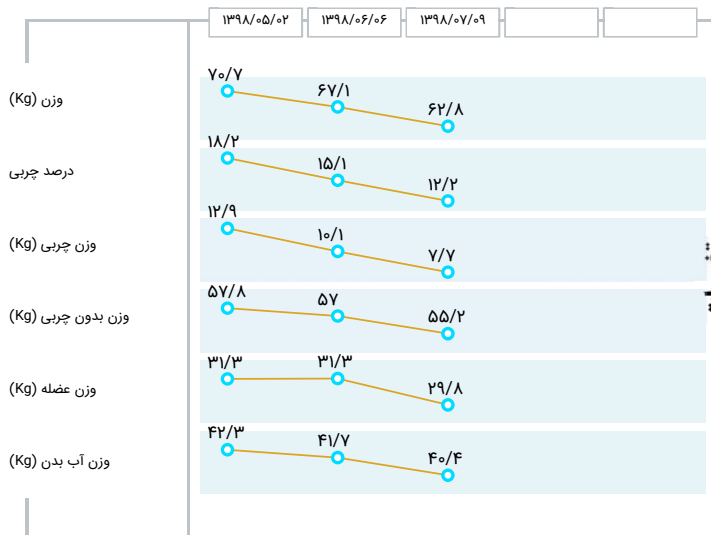 ۱۳۹۸/۰۵/۰۲ ۱۳۹۸/۰۶/۰۶ ۱۳۹۸/۰۷/۰۹
وزن (Kg) ۷۰/۷ ۶۷/۱ ۶۲/۸
درصد چربی ۱۸/۲ ۱۵/۱ ۱۲/۲
وزن چربی (Kg) ۱۲/۹ ۱۰/۱ ۷/۷
وزن بدون چربی (Kg) ۵۷/۸ ۵۷ ۵۵/۲
وزن عضله (Kg) ۳۱/۳ ۳۱/۳ ۲۹/۸
وزن آب بدن (Kg) ۴۲/۳ ۴۱/۷ ۴۰/۴